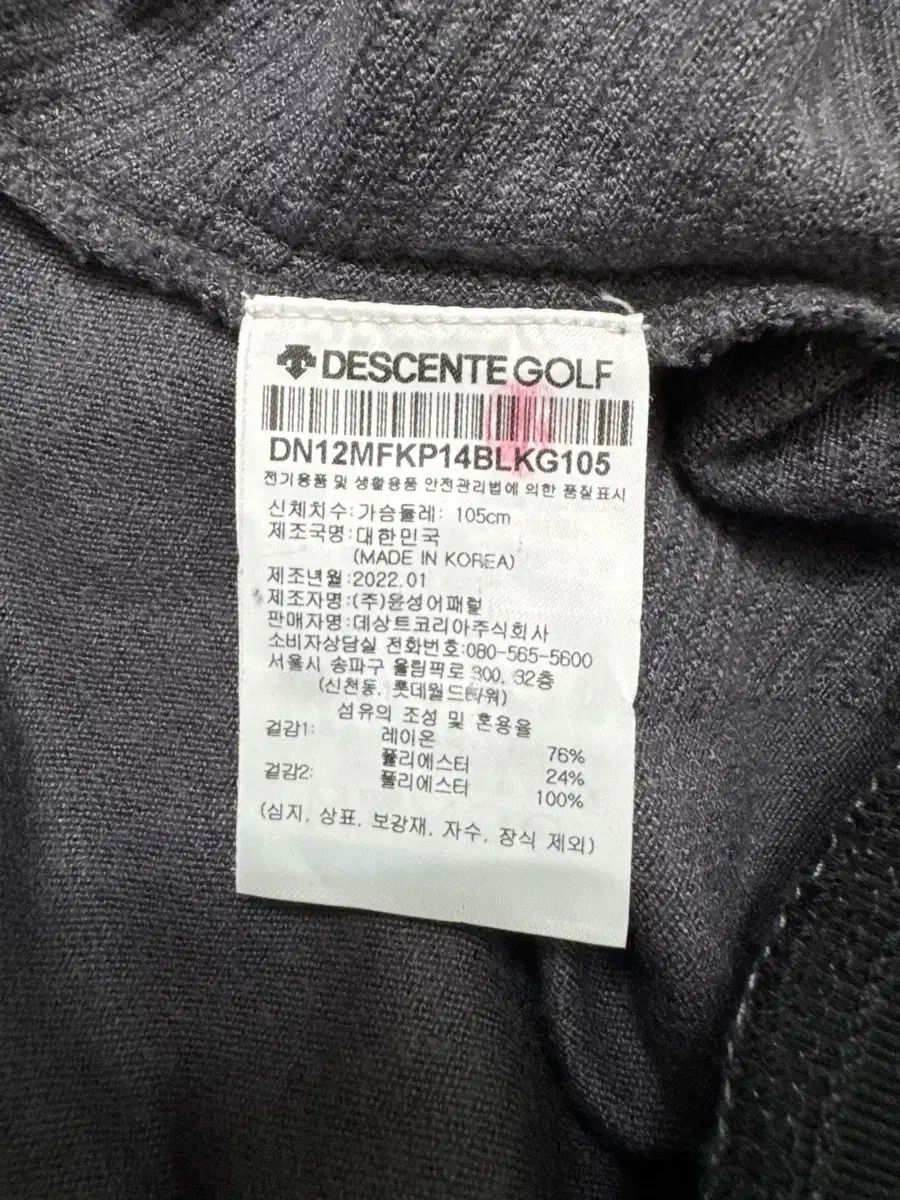 DESCENTE GOLF
DN12MFKP14BLKG105
전기용품 및 생활용품 안전관리법에 의한 품질표시
신체치수:가슴둘레: 105cm
제조국명:대한민국
(MADE IN KOREA)
제조년월:2022.01
제조자명:(주)윤성어패럴
판매자명:데상트코리아주식회사
소비자상담실 전화번호:080-565-5600
서울시 송파구 올림픽로 300, 32층
(신천동, 롯데월드타워)
섬유의 조성 및 혼용율
겉감1: 레이온 76%
폴리에스터 24%
겉감2: 폴리에스터 100%
(심지, 상표, 보강재, 자수, 장식 제외)